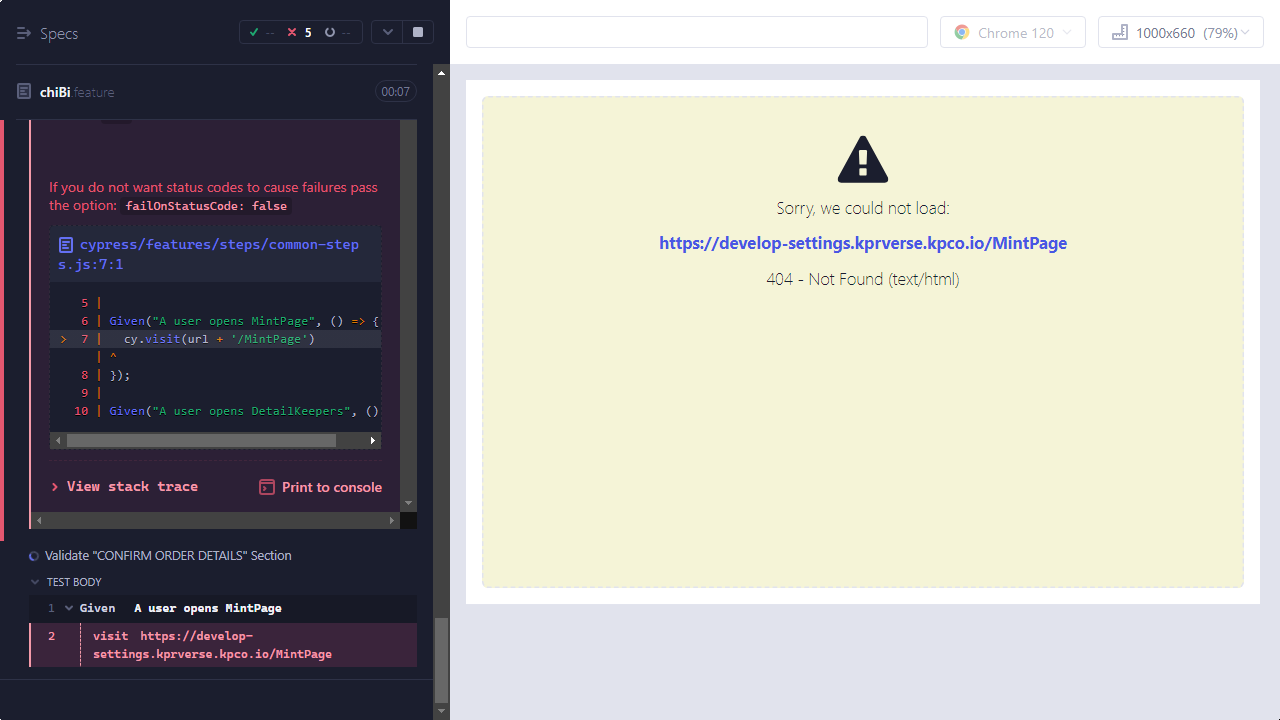 Specs
--
5
--
Chrome 120
1000x660 (79%)
chiBi.feature
00:07
If you do not want status codes to cause failures pass
the option: failOnStatusCode: false
cypress/features/steps/common-step
s.js:7:1
5 |
6 | Given("A user opens MintPage", () => {
> 7 | cy.visit(url + '/MintPage')
| ^
8 | });
9 |
10 | Given("A user opens DetailKeepers", ()
> View stack trace
Print to console
Validate "CONFIRM ORDER DETAILS" Section
TEST BODY
1 Given A user opens MintPage
2 visit https://develop-
settings.kprverse.kpco.io/MintPage
Sorry, we could not load:
https://develop-settings.kprverse.kpco.io/MintPage
404 - Not Found (text/html)